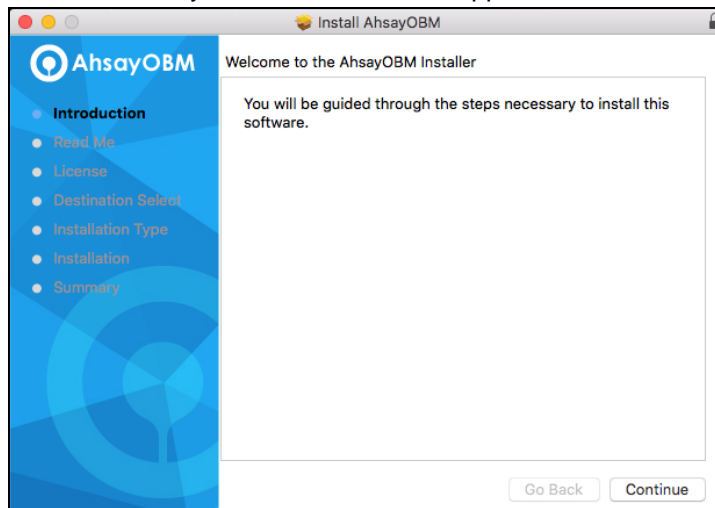 Install AhsayOBM
AhsayOBM
Welcome to the AhsayOBM Installer
Introduction
Read Me
License
Destination Select
Installation Type
Installation
Summary
You will be guided through the steps necessary to install this
software.
Go Back
Continue